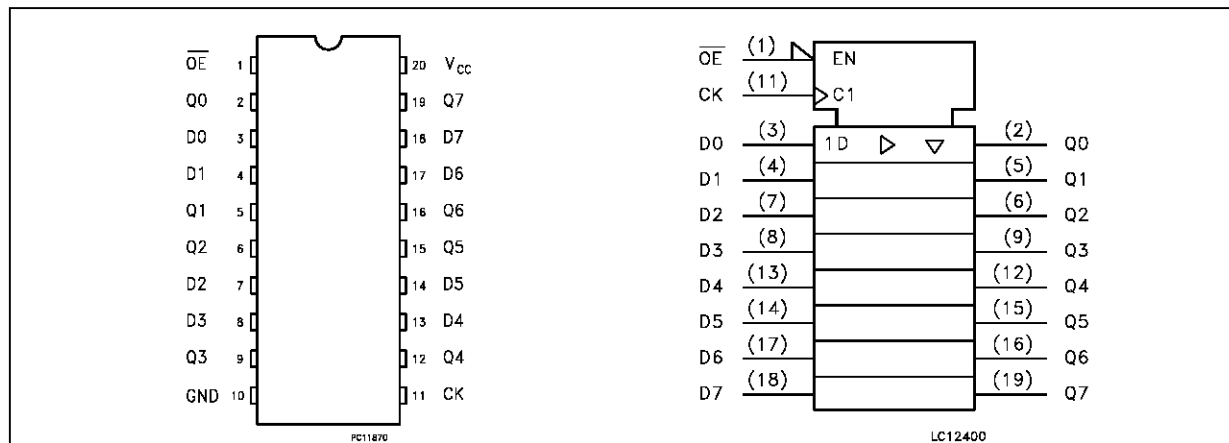 OE 1 20 VCC
Q0 2 19 Q7
D0 3 18 D7
D1 4 17 D6
Q1 5 16 Q6
Q2 6 15 Q5
D2 7 14 D5
D3 8 13 D4
Q3 9 12 Q4
GND 10 11 CK
PC11870
OE (1) EN
CK (11) C1
D0 (3) 1D (2) Q0
D1 (4) (5) Q1
D2 (7) (6) Q2
D3 (8) (9) Q3
D4 (13) (12) Q4
D5 (14) (15) Q5
D6 (17) (16) Q6
D7 (18) (19) Q7
LC12400